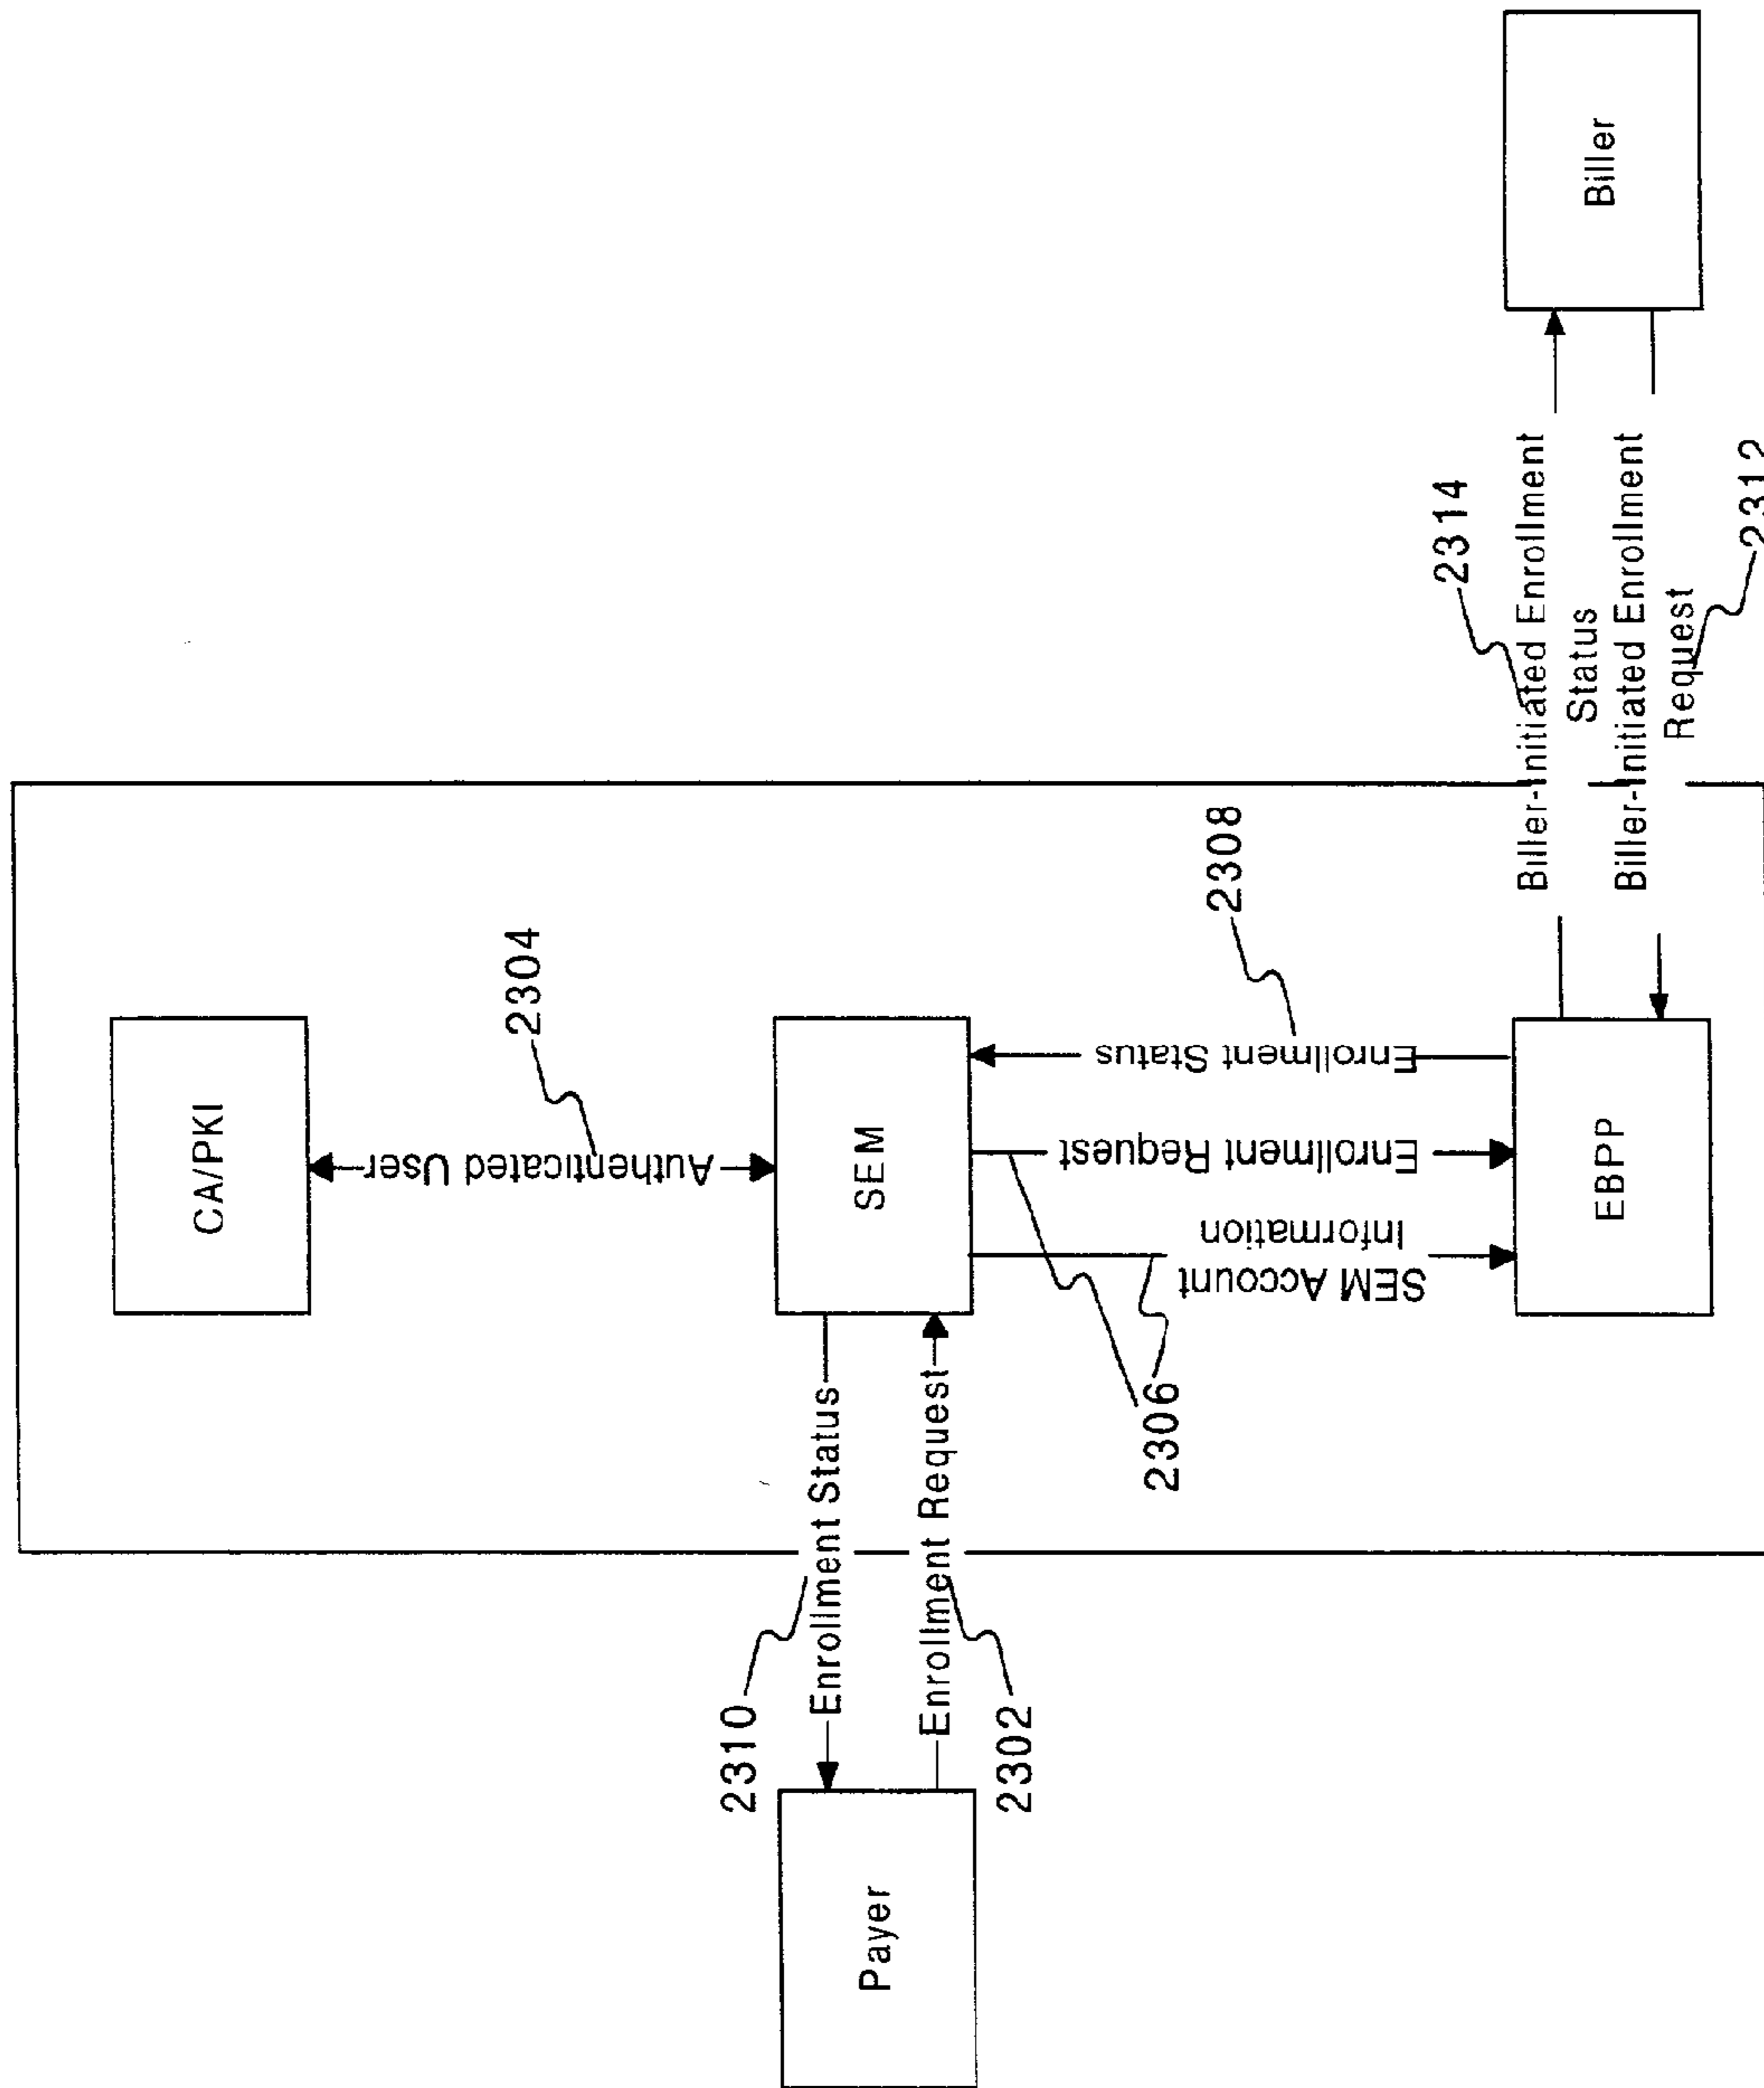 CA/PKI
2304
Authenticated User
Payer
2310
Enrollment Status
Enrollment Request
2302
SEM
2306
SEM Account
Information
Enrollment Request
Enrollment Status
2308
EBPP
2314
Biller-Initiated Enrollment
Status
Biller-Initiated Enrollment
Request
2312
Biller